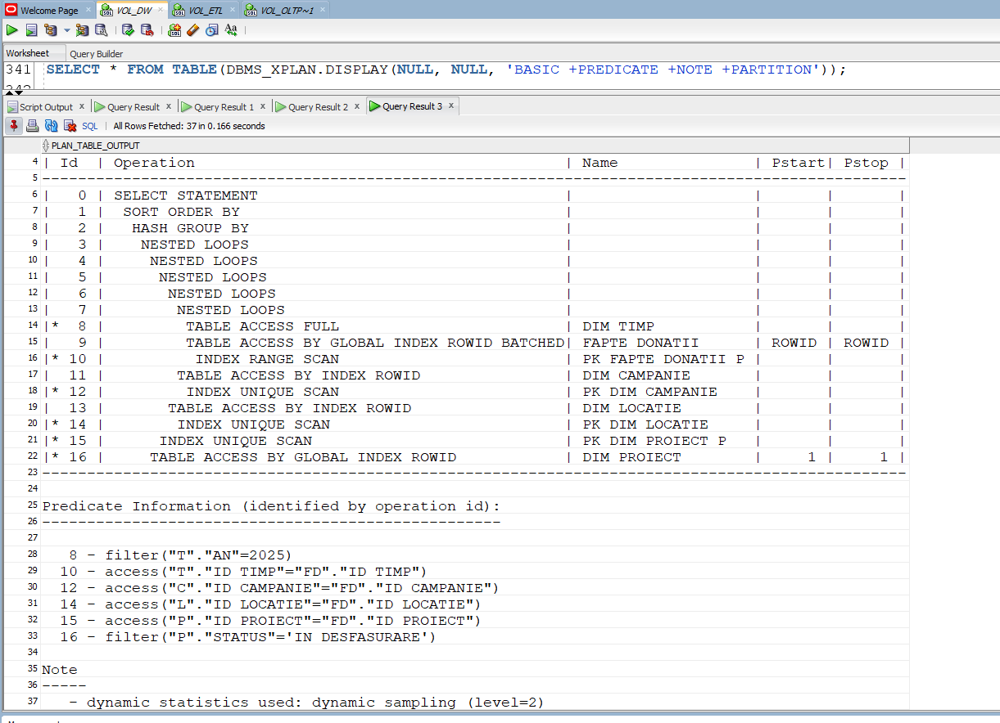 Welcome Page × VOL_DW × VOL_ETL × VOL_OLTP~1 ×
Worksheet Query Builder
341 SELECT * FROM TABLE(DBMS_XPLAN.DISPLAY(NULL, NULL, 'BASIC +PREDICATE +NOTE +PARTITION'));
Script Output × Query Result × Query Result 1 × Query Result 2 × Query Result 3 ×
SQL | All Rows Fetched: 37 in 0.166 seconds
PLAN_TABLE_OUTPUT
4 | Id | Operation | Name | Pstart| Pstop |
5 ------------------------------------------------------------------------------------------------
6 | 0 | SELECT STATEMENT | | | |
7 | 1 | SORT ORDER BY | | | |
8 | 2 | HASH GROUP BY | | | |
9 | 3 | NESTED LOOPS | | | |
10 | 4 | NESTED LOOPS | | | |
11 | 5 | NESTED LOOPS | | | |
12 | 6 | NESTED LOOPS | | | |
13 | 7 | NESTED LOOPS | | | |
14 |* 8 | TABLE ACCESS FULL | DIM TIMP | | |
15 | 9 | TABLE ACCESS BY GLOBAL INDEX ROWID BATCHED| FAPTE DONATII | ROWID | ROWID |
16 |* 10 | INDEX RANGE SCAN | PK FAPTE DONATII P | | |
17 | 11 | TABLE ACCESS BY INDEX ROWID | DIM CAMPANIE | | |
18 |* 12 | INDEX UNIQUE SCAN | PK DIM CAMPANIE | | |
19 | 13 | TABLE ACCESS BY INDEX ROWID | DIM LOCATIE | | |
20 |* 14 | INDEX UNIQUE SCAN | PK DIM LOCATIE | | |
21 |* 15 | INDEX UNIQUE SCAN | PK DIM PROIECT P | | |
22 |* 16 | TABLE ACCESS BY GLOBAL INDEX ROWID | DIM PROIECT | 1 | 1 |
23 ------------------------------------------------------------------------------------------------
24
25 Predicate Information (identified by operation id):
26 ---------------------------------------------------
27
28 8 - filter("T"."AN"=2025)
29 10 - access("T"."ID TIMP"="FD"."ID TIMP")
30 12 - access("C"."ID CAMPANIE"="FD"."ID CAMPANIE")
31 14 - access("L"."ID LOCATIE"="FD"."ID LOCATIE")
32 15 - access("P"."ID PROIECT"="FD"."ID PROIECT")
33 16 - filter("P"."STATUS"='IN DESFASURARE')
34
35 Note
36 -----
37 - dynamic statistics used: dynamic sampling (level=2)